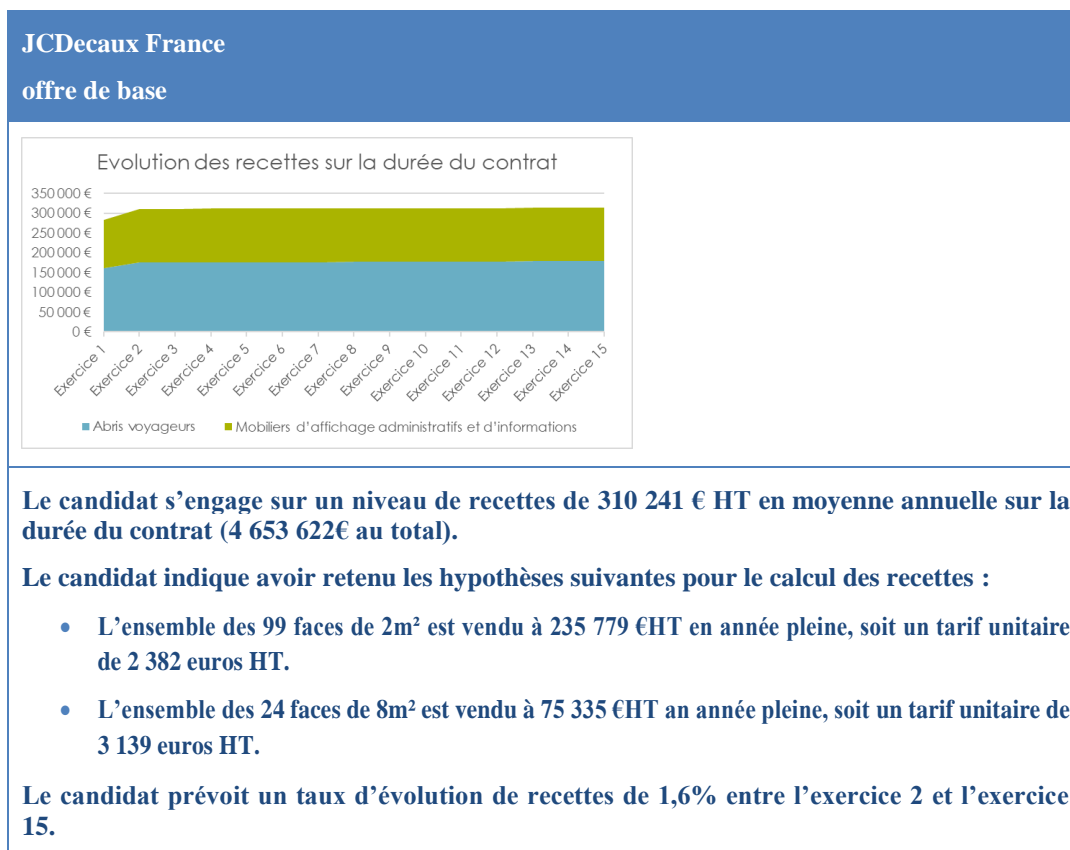 JCDecaux France
offre de base
Evolution des recettes sur la durée du contrat
350 000 €
300 000 €
250 000 €
200 000 €
150 000 €
100 000 €
50 000 €
0 €
Exercice 1
Exercice 2
Exercice 3
Exercice 4
Exercice 5
Exercice 6
Exercice 7
Exercice 8
Exercice 9
Exercice 10
Exercice 11
Exercice 12
Exercice 13
Exercice 14
Exercice 15
Abris voyageurs
Mobiliers d'affichage administratifs et d'informations
Le candidat s’engage sur un niveau de recettes de 310 241 € HT en moyenne annuelle sur la
durée du contrat (4 653 622€ au total).
Le candidat indique avoir retenu les hypothèses suivantes pour le calcul des recettes :
• L’ensemble des 99 faces de 2m² est vendu à 235 779 €HT en année pleine, soit un tarif unitaire
de 2 382 euros HT.
• L’ensemble des 24 faces de 8m² est vendu à 75 335 €HT an année pleine, soit un tarif unitaire de
3 139 euros HT.
Le candidat prévoit un taux d’évolution de recettes de 1,6% entre l’exercice 2 et l’exercice
15.